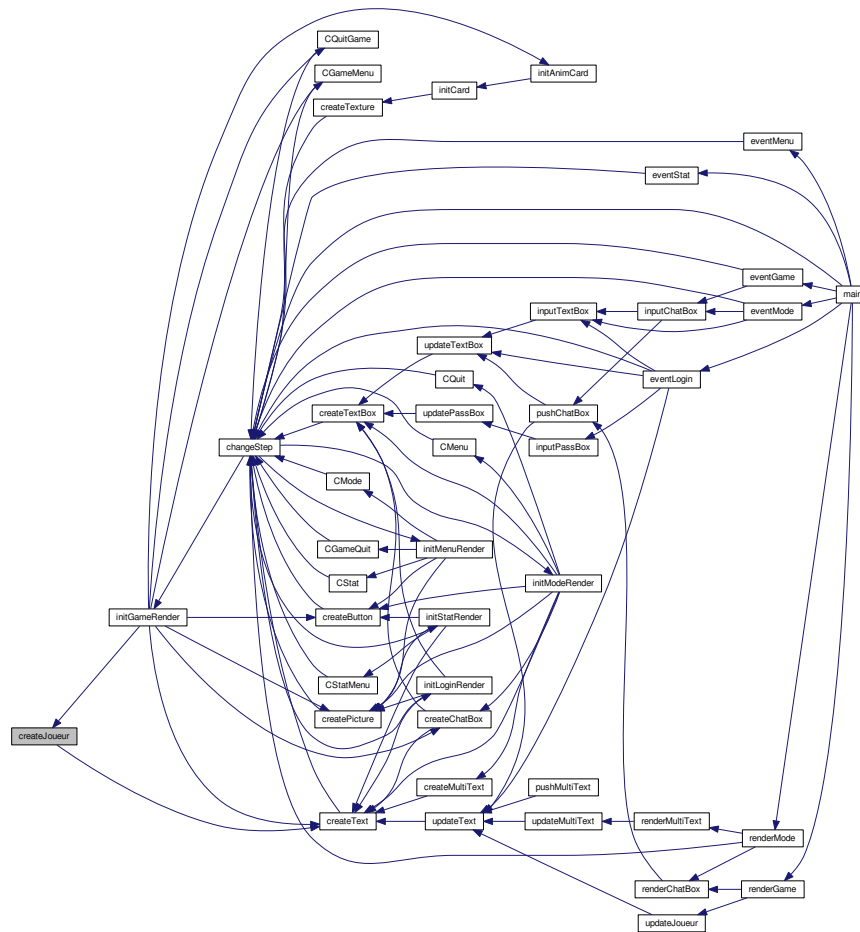 CQuitGame
CGameMenu
initAnimCard
initCard
createTexture
eventMenu
eventStat
eventGame
main
inputTextBox
inputChatBox
eventMode
updateTextBox
CQuit
eventLogin
createTextBox
updatePassBox
pushChatBox
changeStep
CMenu
inputPassBox
CMode
CGameQuit
initMenuRender
CStat
initModeRender
initGameRender
createButton
initStatRender
CStatMenu
initLoginRender
createPicture
createChatBox
createJoueur
createMultiText
pushMultiText
createText
updateText
updateMultiText
renderMultiText
renderMode
renderChatBox
renderGame
updateJoueur